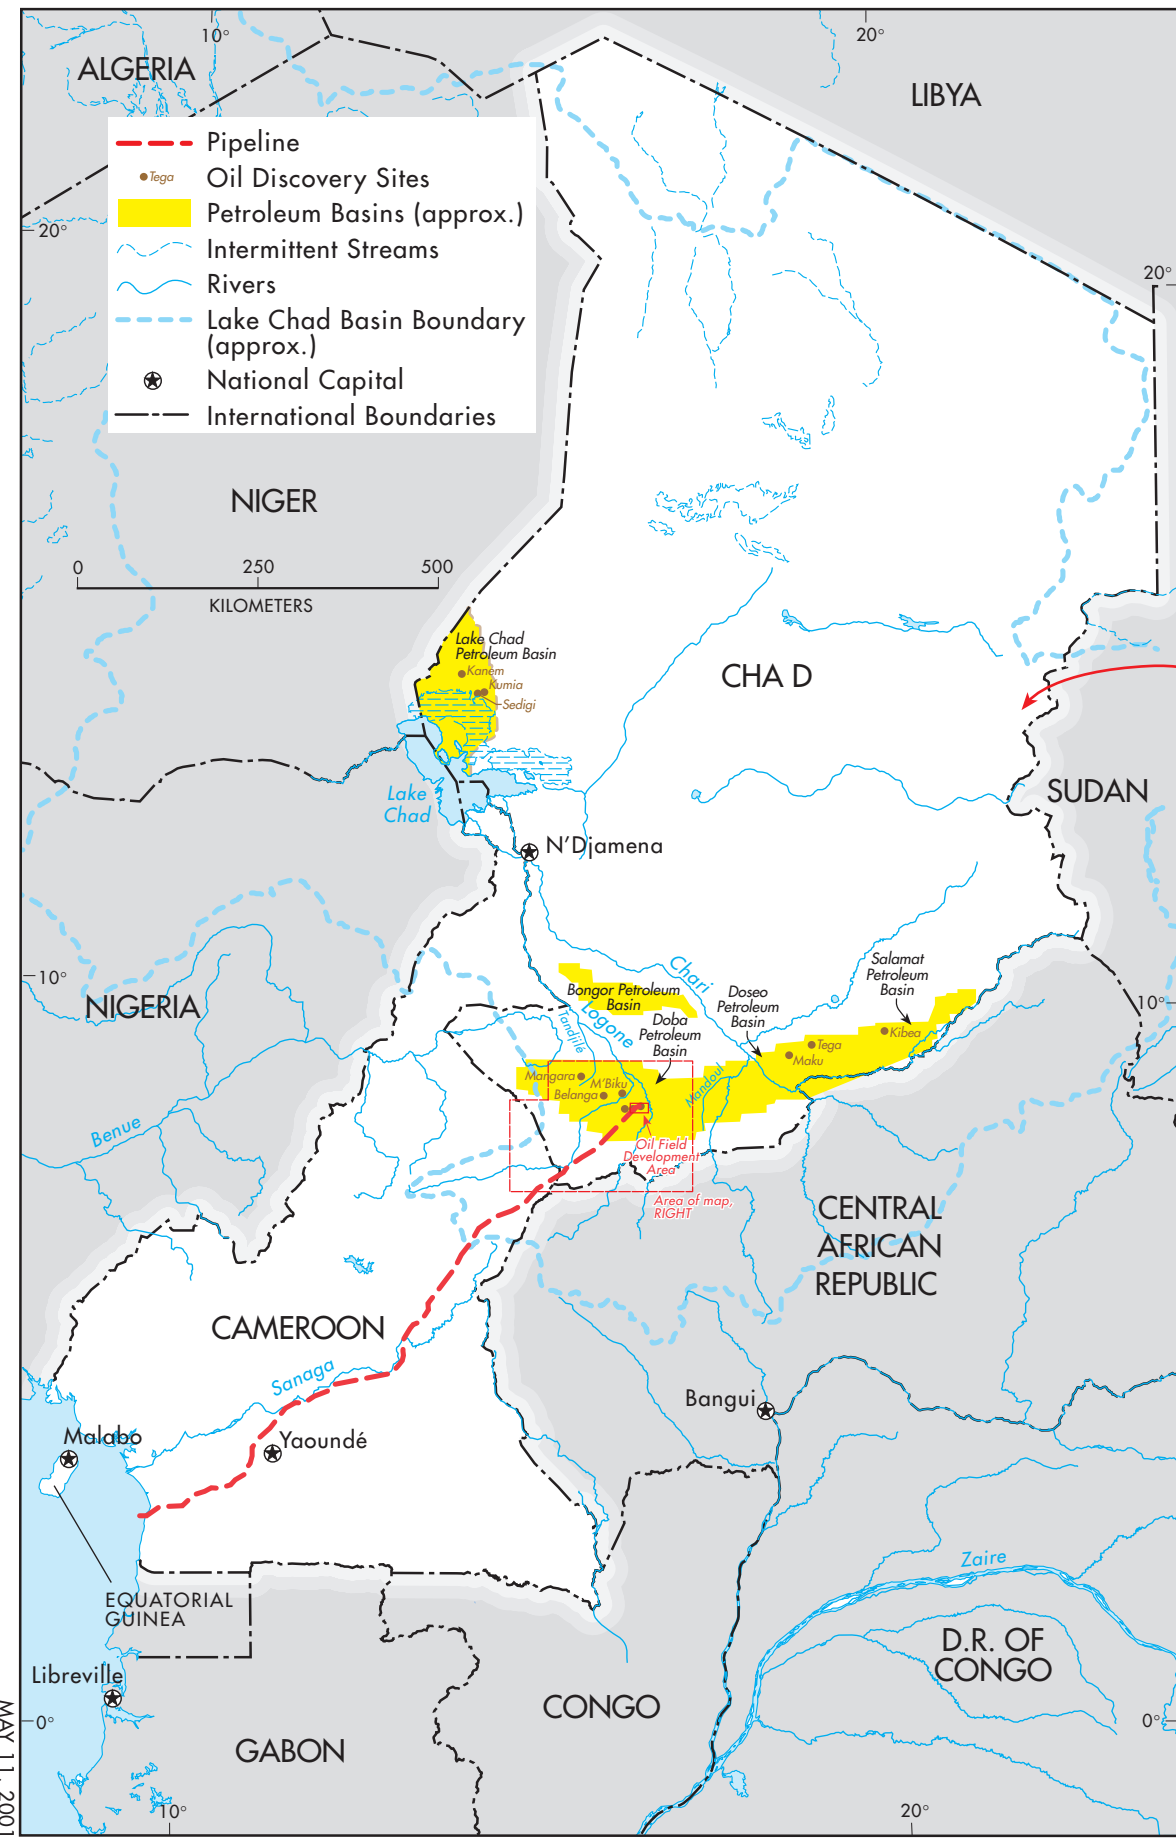 10°
20°
ALGERIA
LIBYA
Pipeline
Tega
Oil Discovery Sites
Petroleum Basins (approx.)
Intermittent Streams
Rivers
Lake Chad Basin Boundary
(approx.)
National Capital
International Boundaries
20°
20°
NIGER
0
250
500
KILOMETERS
Lake Chad
Petroleum Basin
Kanem
Kumia
Sedigi
CHA D
SUDAN
Lake
Chad
N'Djamena
10°
10°
NIGERIA
Chari
Salamat
Petroleum
Basin
Bongor Petroleum
Basin
Doseo
Petroleum
Basin
Logone
Tandjilé
Doba
Petroleum
Basin
Kibea
Tega
Maku
Mangara
M'Biku
Belanga
Mandoul
Benue
Oil Field
Development
Area
Area of map,
RIGHT
CENTRAL
AFRICAN
REPUBLIC
CAMEROON
Sanaga
Bangui
Malabo
Yaoundé
Zaire
EQUATORIAL
GUINEA
D.R. OF
CONGO
Libreville
CONGO
GABON
0°
0°
10°
20°
MAY 11, 2001